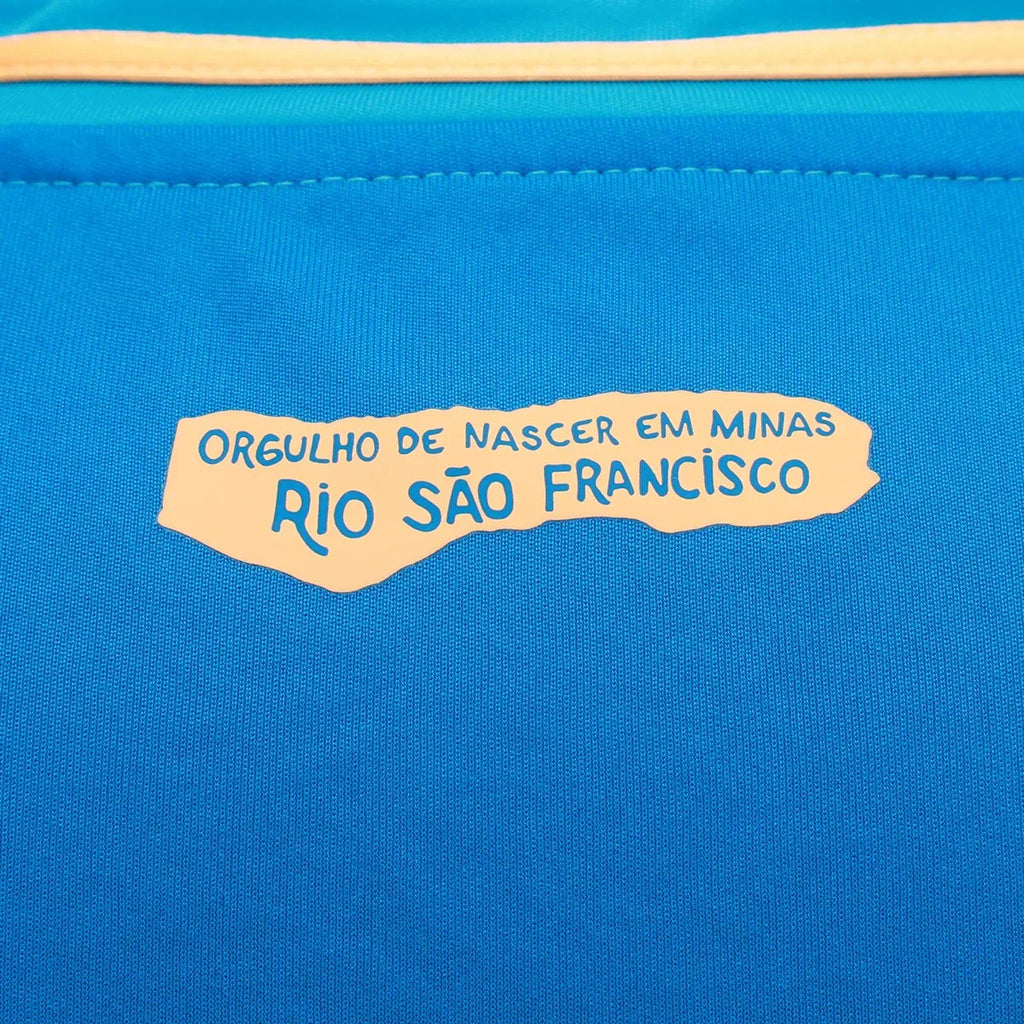 ORGULHO DE NASCER EM MINAS
RIO SÃO FRANCISCO